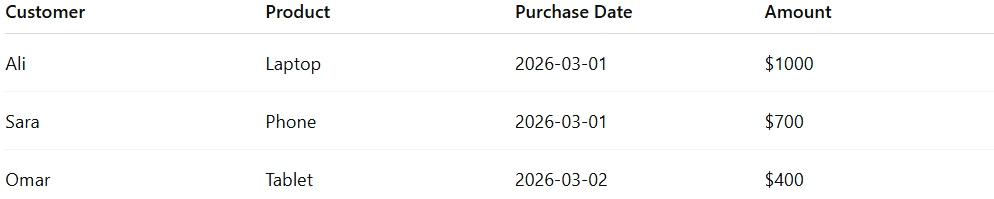 Customer Product Purchase Date Amount
Ali Laptop 2026-03-01 $1000
Sara Phone 2026-03-01 $700
Omar Tablet 2026-03-02 $400